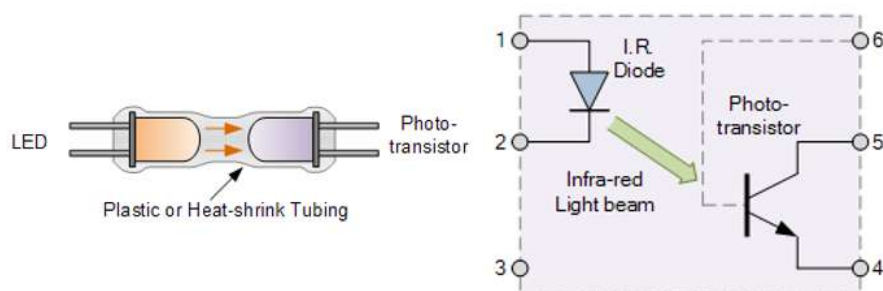 LED
Photo-
transistor
Plastic or Heat-shrink Tubing
1
I.R.
Diode
6
Photo-
transistor
2
5
Infra-red
Light beam
3
4